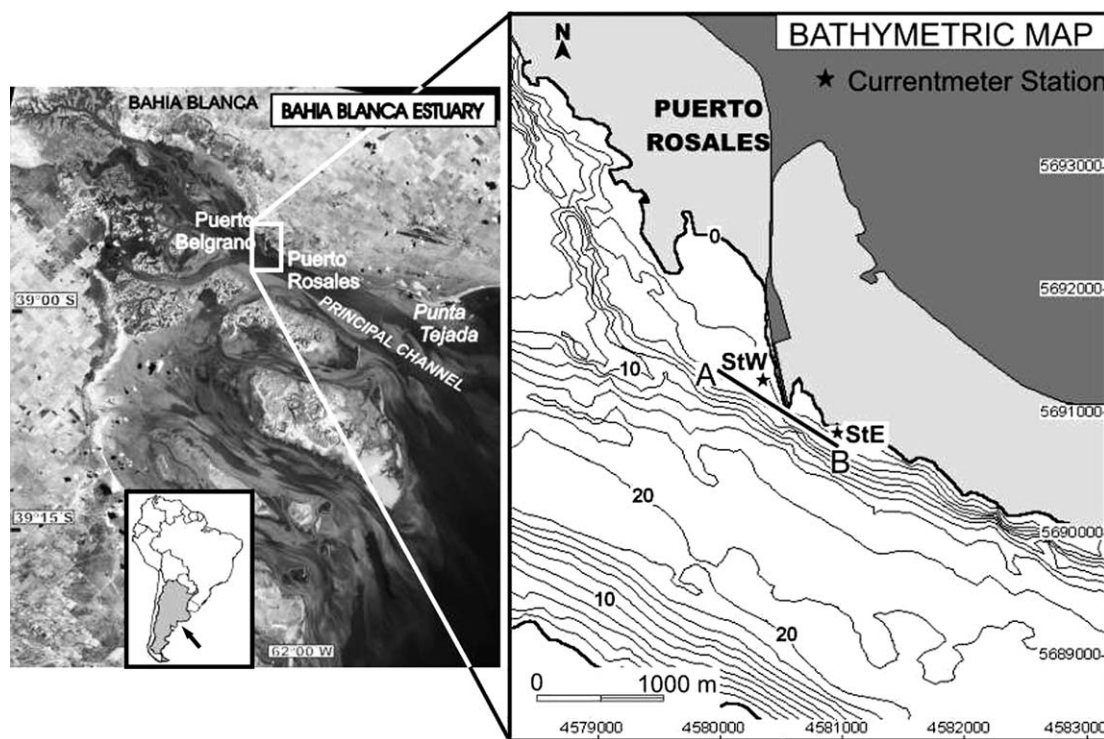 BAHIA BLANCA
BAHIA BLANCA ESTUARY
Puerto
Belgrano
Puerto
Rosales
Punta
Tejada
PRINCIPAL CHANNEL
39°00 S
39°15 S
62°00 W
N
BATHYMETRIC MAP
★ Currentmeter Station
PUERTO
ROSALES
0
StW
A
StE
B
10
20
10
20
5693000
5692000
5691000
5690000
5689000
0 1000 m
4579000 4580000 4581000 4582000 4583000